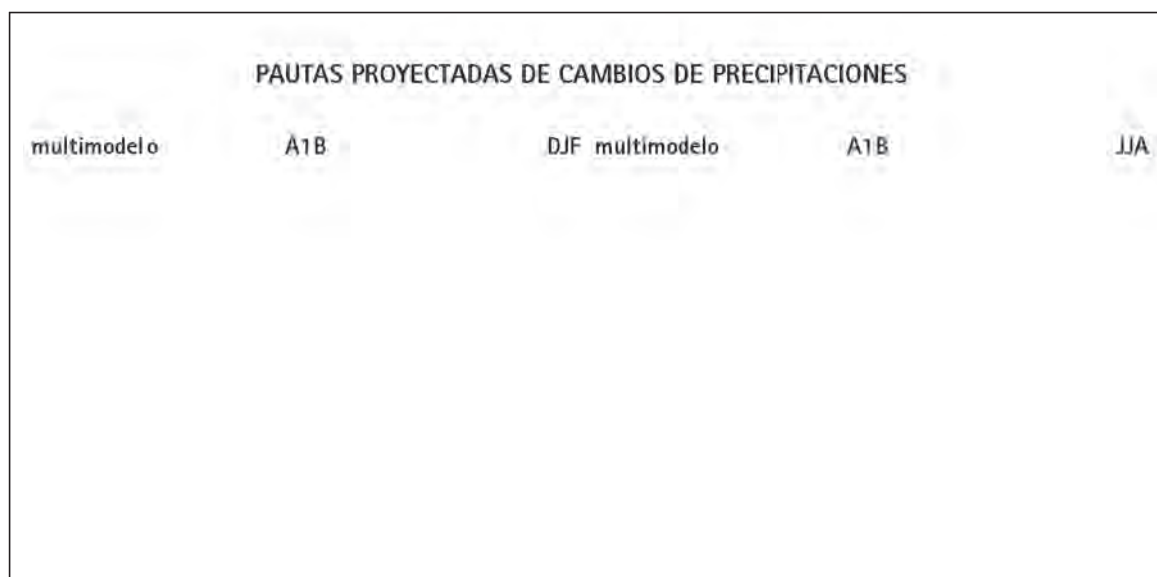 PAUTAS PROYECTADAS DE CAMBIOS DE PRECIPITACIONES
multimodelo A1B DJF multimodelo A1B JJA